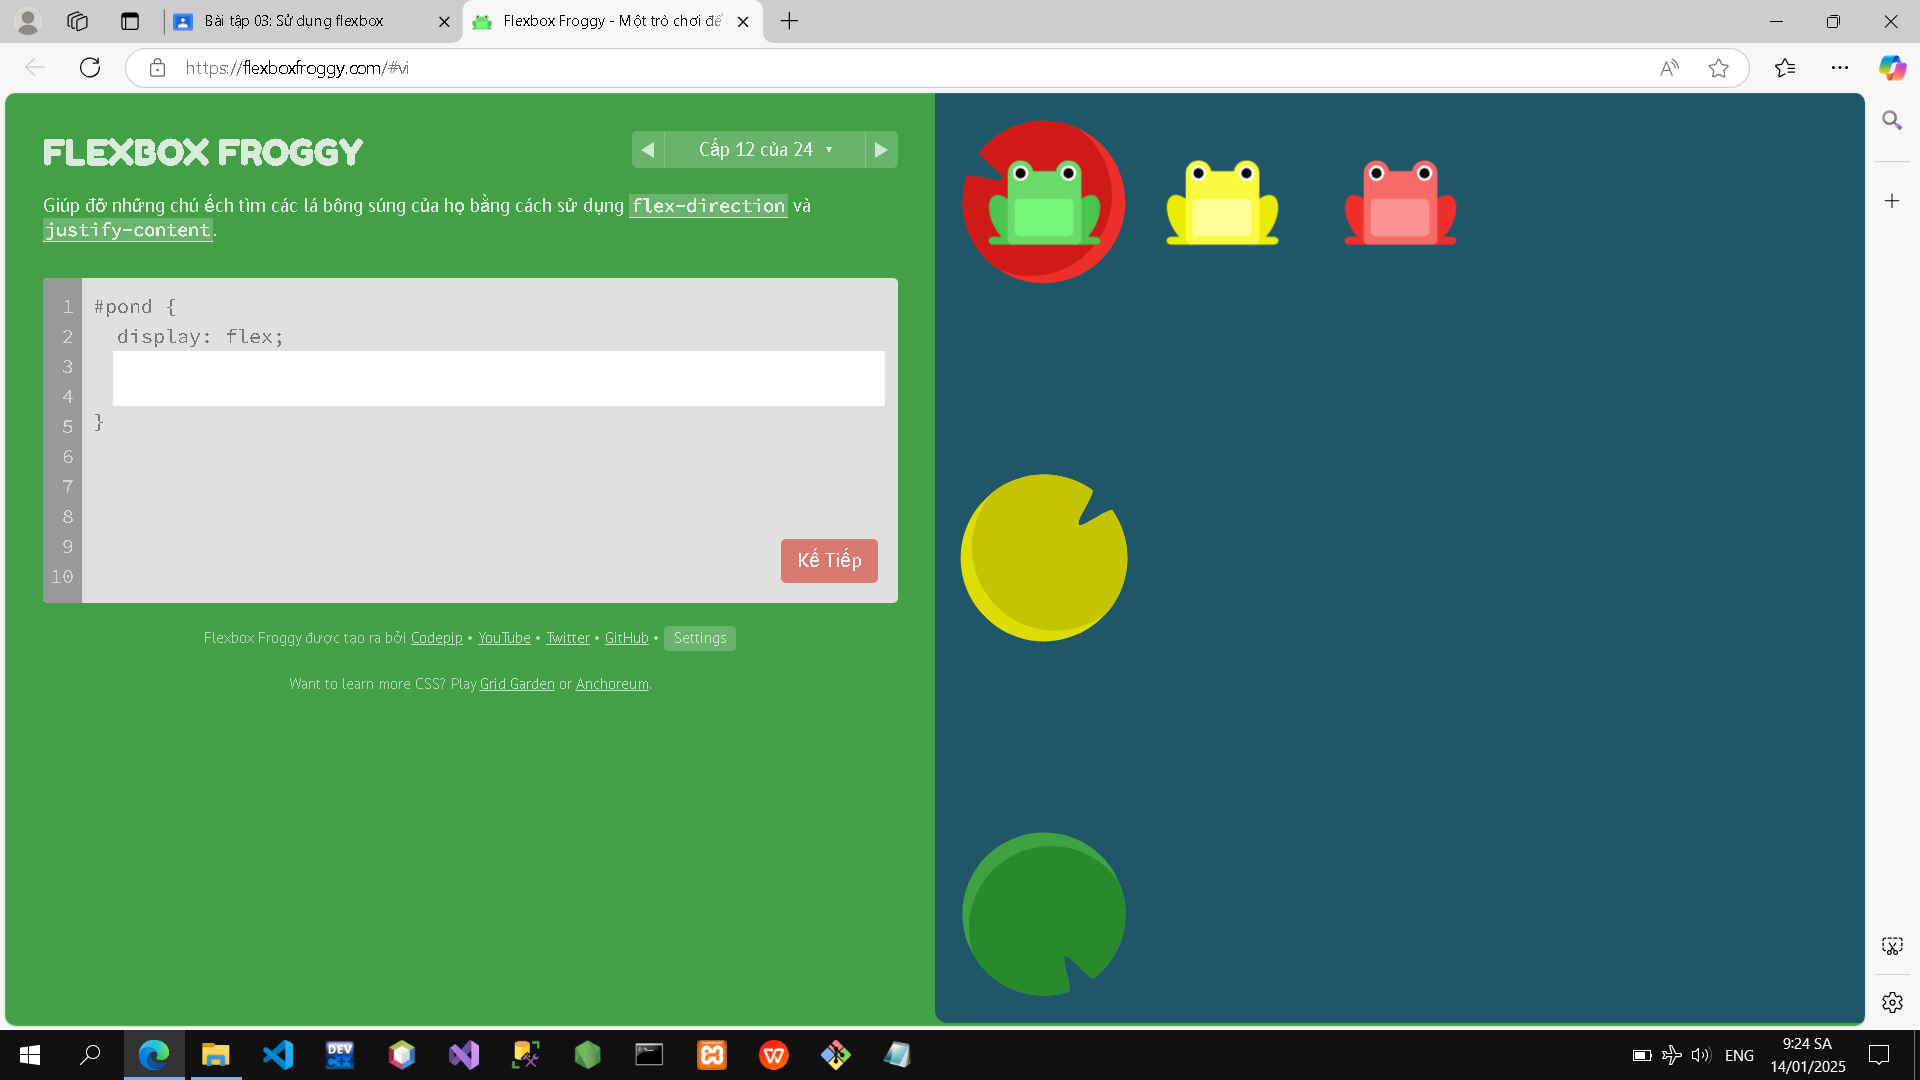 Bài tập 03: Sử dụng flexbox
Flexbox Froggy - Một trò chơi để
https://flexboxfroggy.com/#vi
FLEXBOX FROGGY
Cấp 12 của 24
Giúp đỡ những chú ếch tìm các lá bông súng của họ bằng cách sử dụng flex-direction và
justify-content.
1 #pond {
2 display: flex;
3
4
5 }
6
7
8
9
10
Kế Tiếp
Flexbox Froggy được tạo ra bởi Codepip • YouTube • Twitter • GitHub • Settings
Want to learn more CSS? Play Grid Garden or Anchoreum.
DEV
C++
W
ENG
9:24 SA
14/01/2025